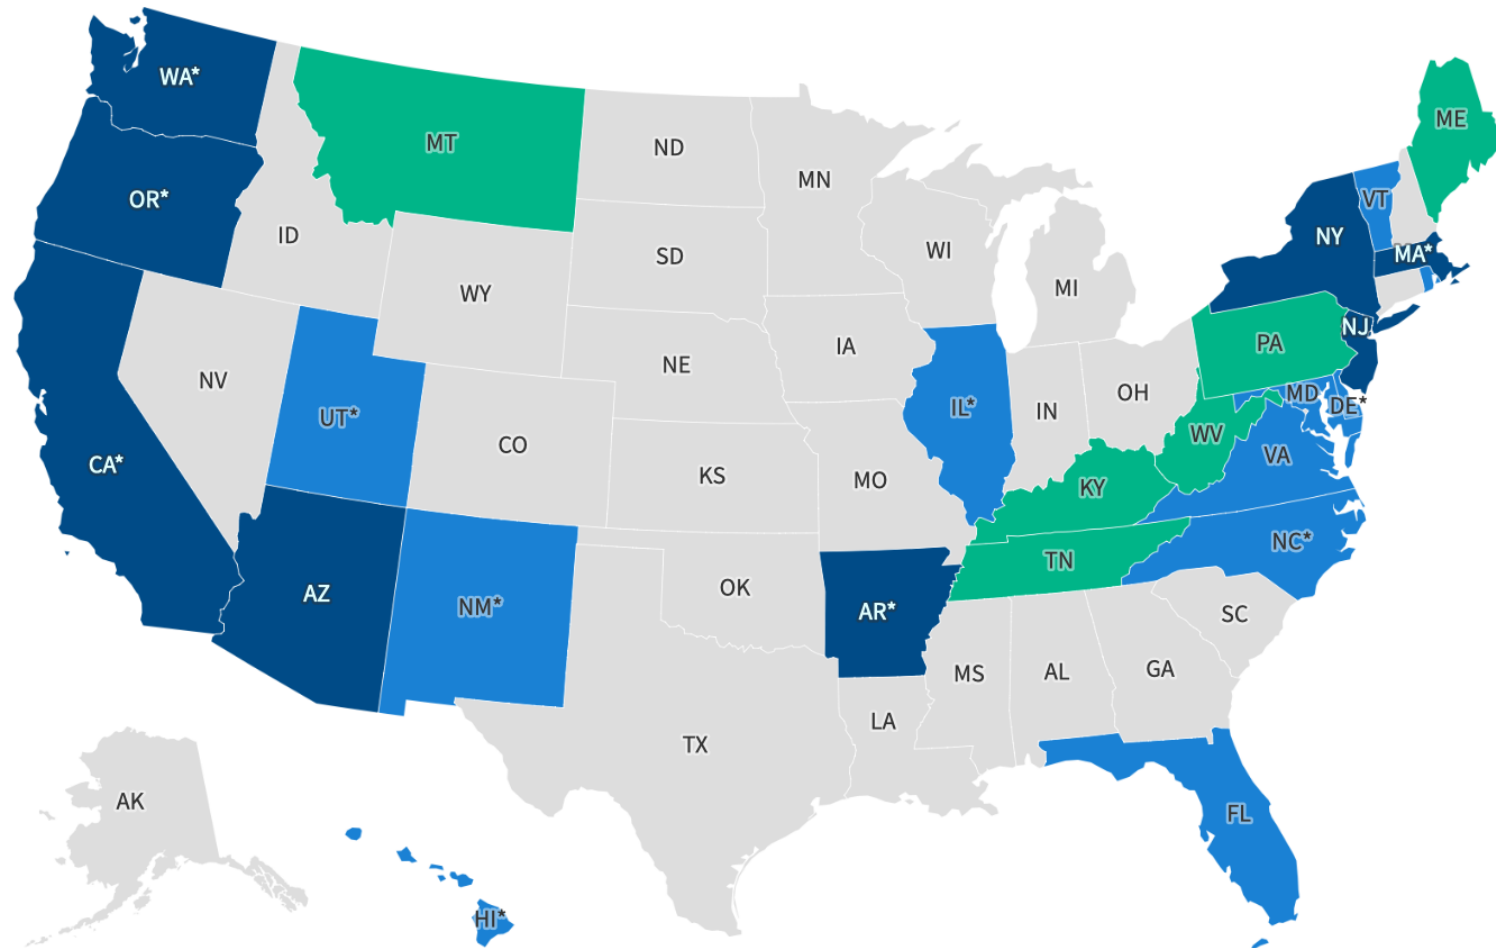 WA*
MT
ME
ND
MN
OR*
VT
ID
NY
SD
WI
MA*
WY
MI
NJ
IA
PA
NE
NV
OH
MD
DE*
UT*
IL*
IN
CO
WV
VA
CA*
KS
MO
KY
NC*
TN
OK
AZ
NM*
AR*
SC
MS
AL
GA
LA
TX
AK
FL
HI*